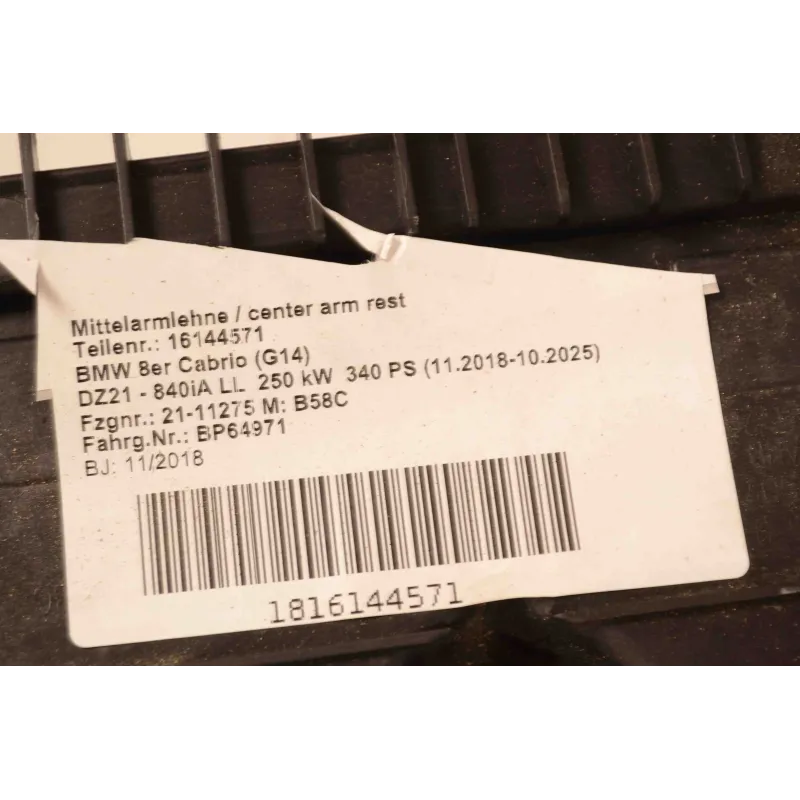 Mittelarmlehne / center arm rest
Teilenr.: 16144571
BMW 8er Cabrio (G14)
DZ21 - 840iA LL 250 kW 340 PS (11.2018-10.2025)
Fzgnr.: 21-11275 M: B58C
Fahrg.Nr.: BP64971
BJ: 11/2018
1816144571